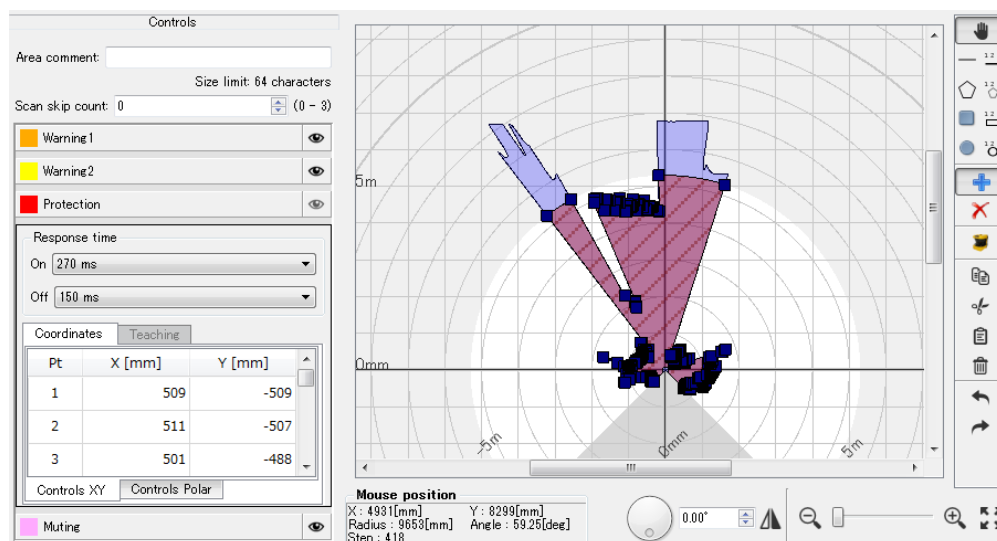 Controls
Area comment:
Size limit: 64 characters
Scan skip count: 0 (0 - 3)
Warning1
Warning2
Protection
Response time
On 270 ms
Off 150 ms
Coordinates Teaching
Pt X [mm] Y [mm]
1 509 -509
2 511 -507
3 501 -488
Controls XY Controls Polar
Muting
5m
0mm
-5m 0mm 5m
Mouse position
X : 4931[mm] Y : 8299[mm]
Radius : 9653[mm] Angle : 59.25[deg]
Step : 418
0.00°